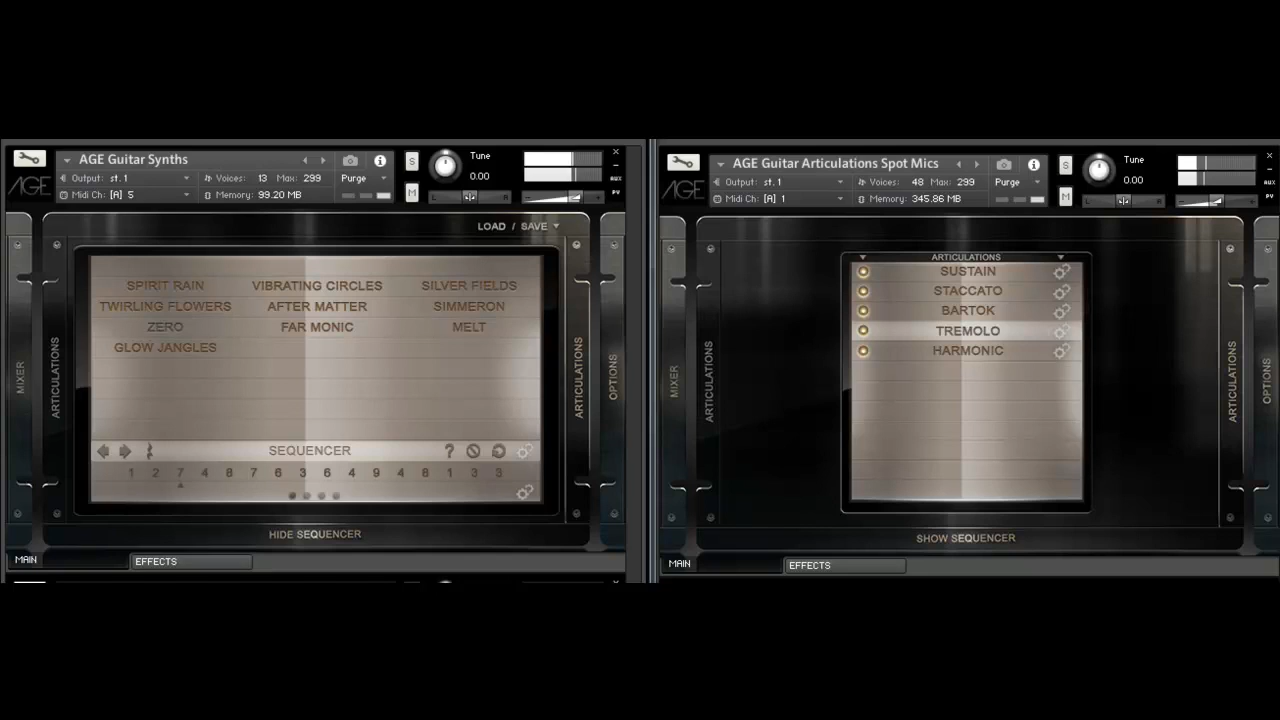 AGE Guitar Synths
Output: st. 1 Voices: 13 Max: 299 Purge
Midi Ch: [A] 5 Memory: 99.20 MB
S
M
Tune
0.00
L R
AUX
PV
AGE
LOAD / SAVE
MIXER
ARTICULATIONS
SPIRIT RAIN VIBRATING CIRCLES SILVER FIELDS
TWIRLING FLOWERS AFTER MATTER SIMMERON
ZERO FAR MONIC MELT
GLOW JANGLES
SEQUENCER ?
1 2 7 4 8 7 6 3 6 4 9 4 8 1 3 3
ARTICULATIONS
OPTIONS
HIDE SEQUENCER
MAIN EFFECTS
AGE Guitar Articulations Spot Mics
Output: st. 1 Voices: 48 Max: 299 Purge
Midi Ch: [A] 1 Memory: 345.86 MB
S
M
Tune
0.00
L R
AUX
PV
AGE
MIXER
ARTICULATIONS
ARTICULATIONS
SUSTAIN
STACCATO
BARTOK
TREMOLO
HARMONIC
ARTICULATIONS
OPTIONS
SHOW SEQUENCER
MAIN EFFECTS